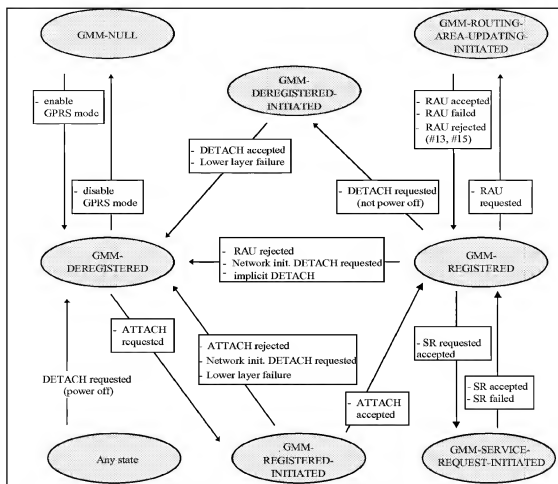 GMM-NULL
GMM-ROUTING-
AREA-UPDATING-
INITIATED
GMM-
DEREGISTERED-
INITIATED
- enable
GPRS mode
- RAU accepted
- RAU failed
- RAU rejected
(#13, #15)
- DETACH accepted
- Lower layer failure
- disable
GPRS mode
- DETACH requested
(not power off)
- RAU
requested
GMM-
DEREGISTERED
- RAU rejected
- Network init. DETACH requested
- implicit DETACH
GMM-
REGISTERED
- ATTACH
requested
- ATTACH rejected
- Network init. DETACH requested
- Lower layer failure
- SR requested
accepted
DETACH requested
(power off)
- ATTACH
accepted
- SR accepted
- SR failed
Any state
GMM-
REGISTERED-
INITIATED
GMM-SERVICE-
REQUEST-INITIATED